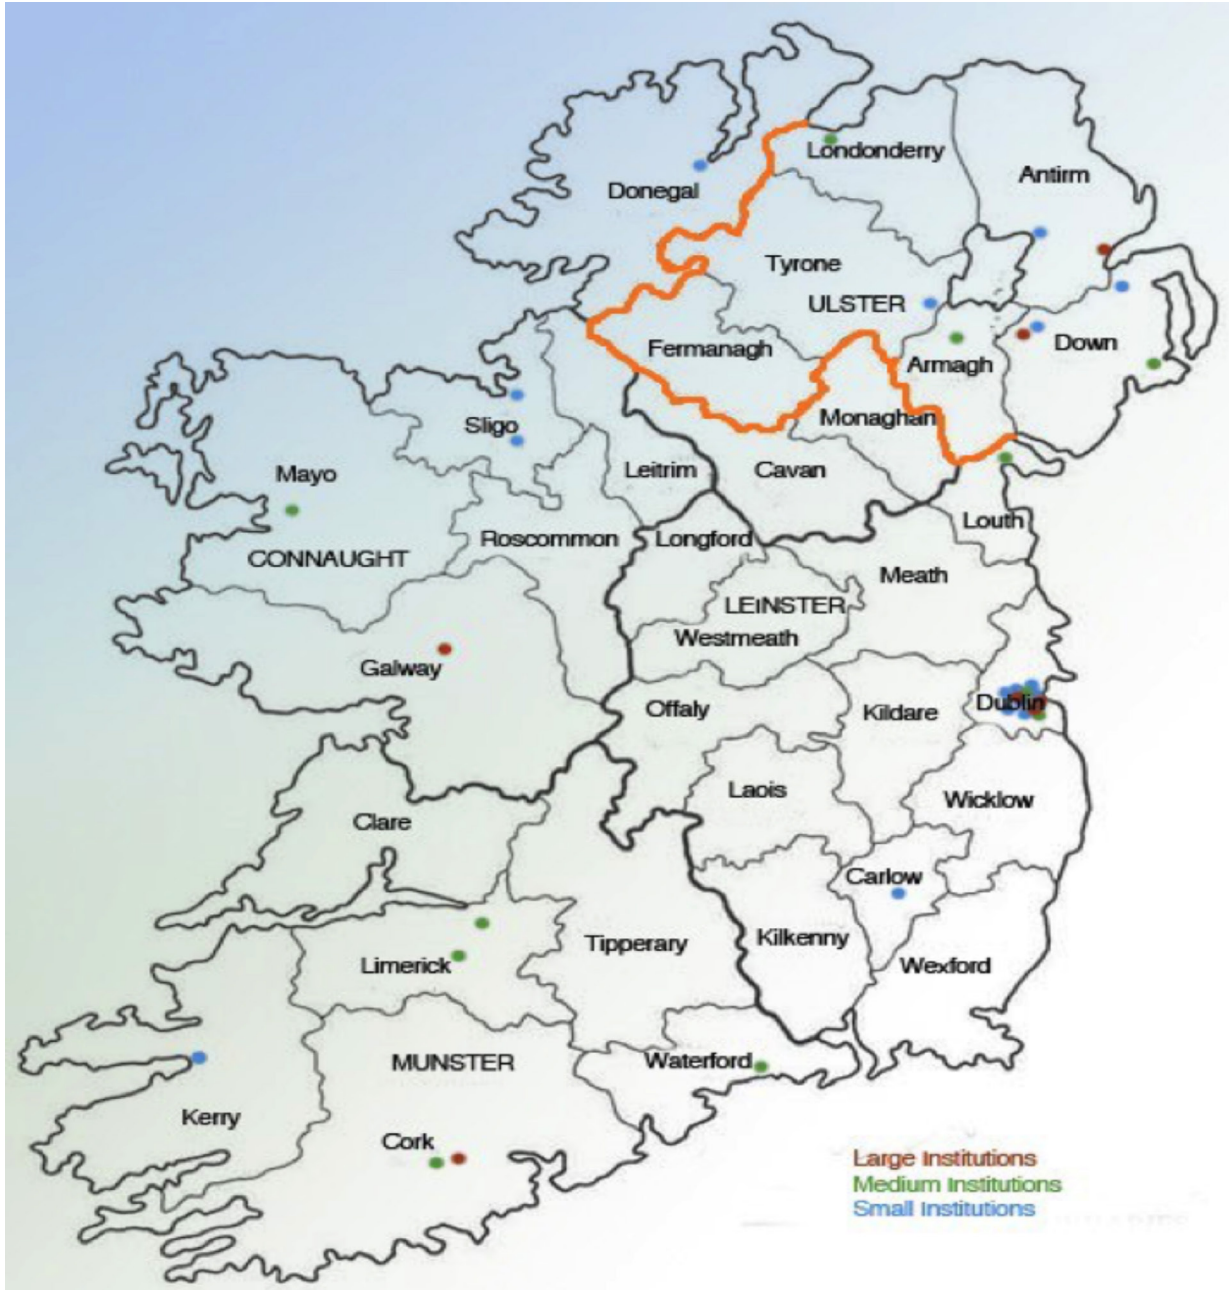 Londonderry
Antirm
Donegal
Tyrone
ULSTER
Fermanagh
Down
Armagh
Monaghan
Sligo
Mayo
Leitrim
Cavan
Louth
Roscommon
Longford
CONNAUGHT
Meath
LEINSTER
Westmeath
Galway
Offaly
Kildare
Dublin
Laois
Wicklow
Clare
Carlow
Tipperary
Kilkenny
Limerick
Wexford
MUNSTER
Waterford
Kerry
Cork
Large Institutions
Medium Institutions
Small Institutions